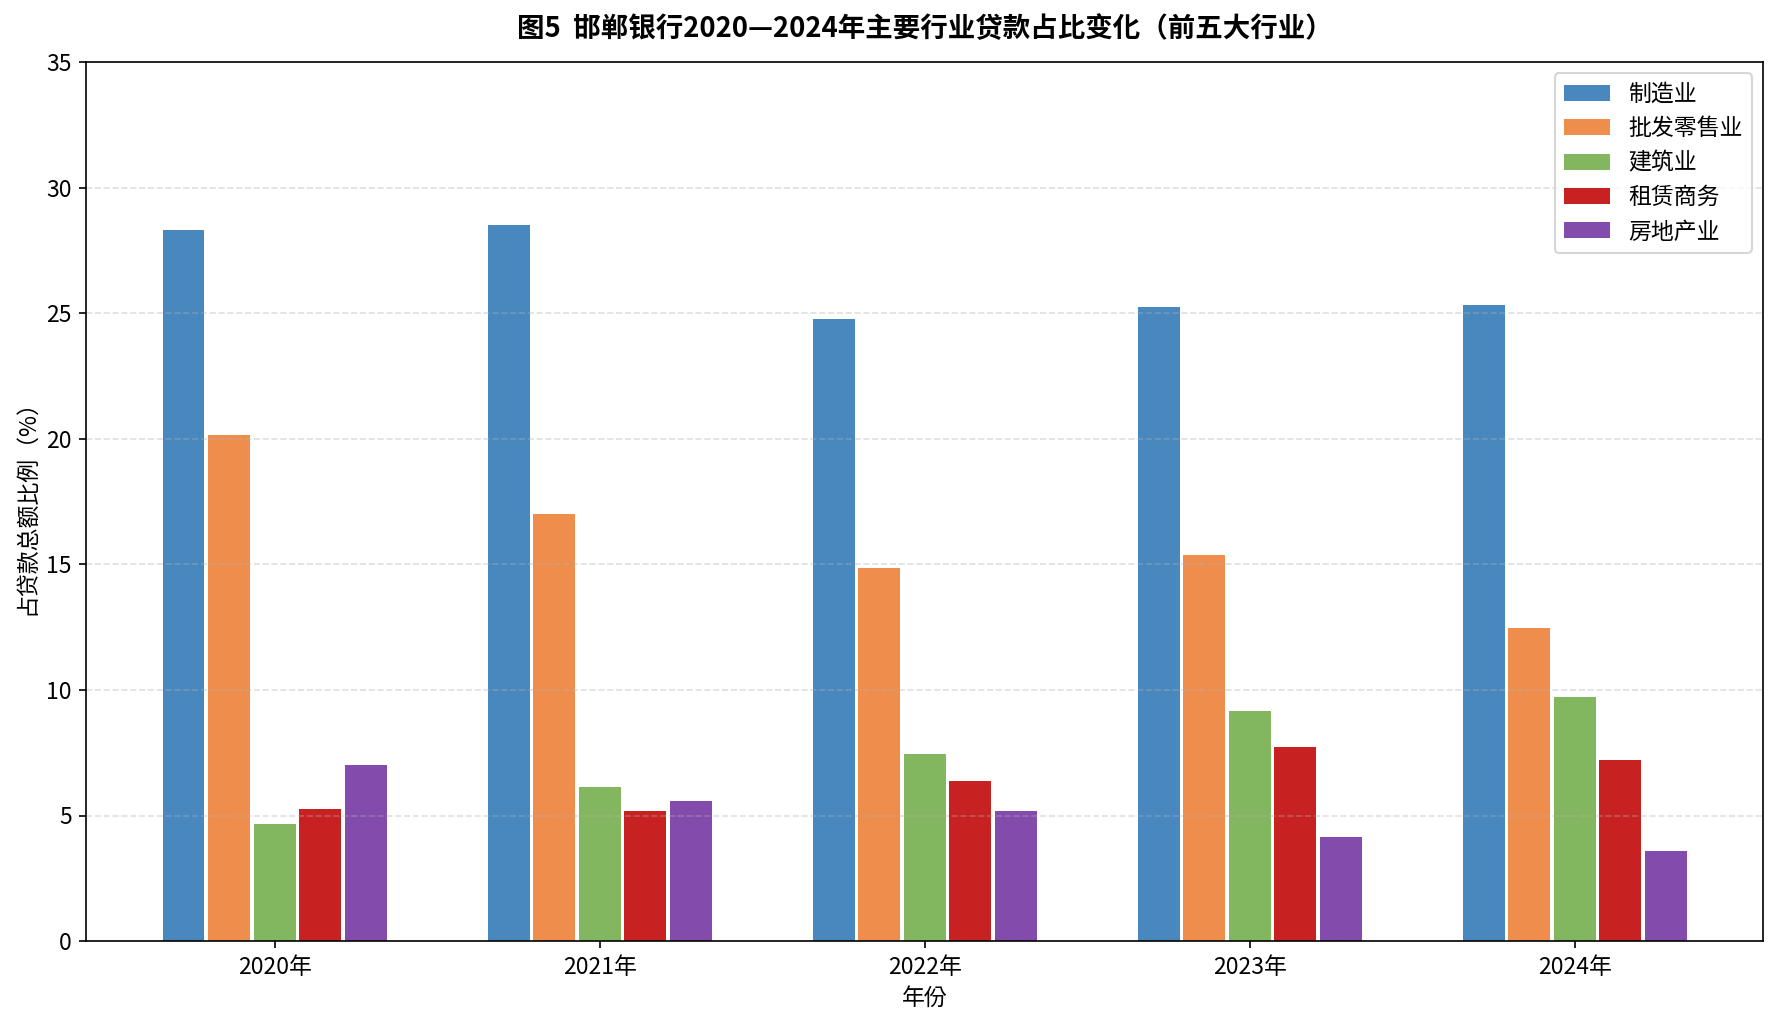 图5 邯郸银行2020—2024年主要行业贷款占比变化（前五大行业）
35
30
25
20
15
10
5
0
占贷款总额比例（%）
制造业
批发零售业
建筑业
租赁商务
房地产业
2020年
2021年
2022年
2023年
2024年
年份